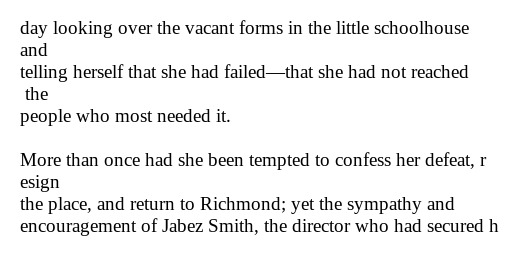 day looking over the vacant forms in the little schoolhouse
and
telling herself that she had failed—that she had not reached
the
people who most needed it.

More than once had she been tempted to confess her defeat, r
esign
the place, and return to Richmond; yet the sympathy and
encouragement of Jabez Smith, the director who had secured h